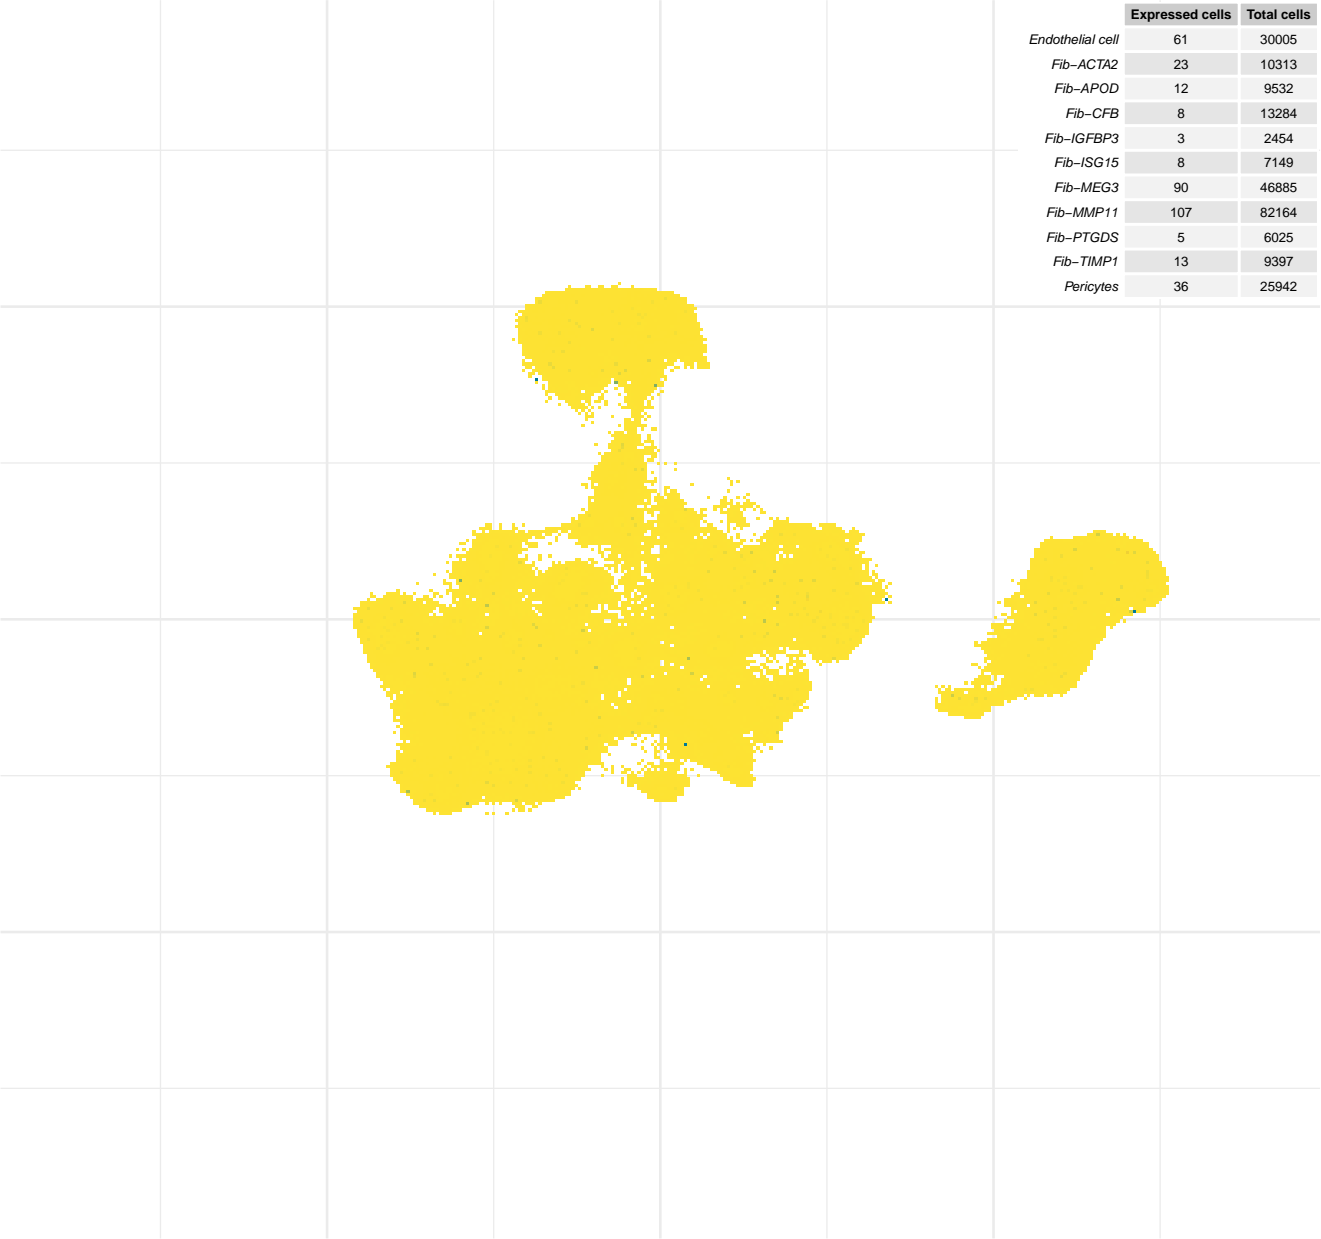 Expressed cells Total cells
Endothelial cell 61 30005
Fib−ACTA2 23 10313
Fib−APOD 12 9532
Fib−CFB 8 13284
Fib−IGFBP3 3 2454
Fib−ISG15 8 7149
Fib−MEG3 90 46885
Fib−MMP11 107 82164
Fib−PTGDS 5 6025
Fib−TIMP1 13 9397
Pericytes 36 25942